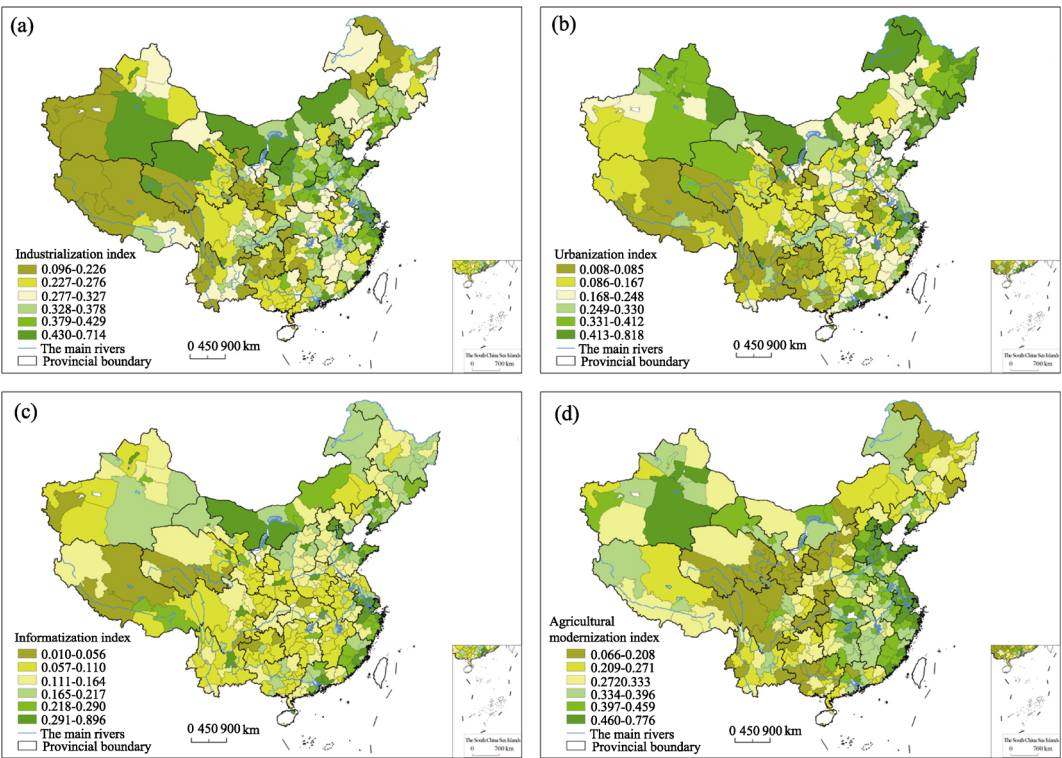 (a)
Industrialization index
0.096-0.226
0.227-0.276
0.277-0.327
0.328-0.378
0.379-0.429
0.430-0.714
The main rivers
Provincial boundary
0 450 900 km
The South China Sea Islands
0 700 km
(b)
Urbanization index
0.008-0.085
0.086-0.167
0.168-0.248
0.249-0.330
0.331-0.412
0.413-0.818
The main rivers
Provincial boundary
0 450 900 km
The South China Sea Islands
0 700 km
(c)
Informatization index
0.010-0.056
0.057-0.110
0.111-0.164
0.165-0.217
0.218-0.290
0.291-0.896
The main rivers
Provincial boundary
0 450 900 km
The South China Sea Islands
0 700 km
(d)
Agricultural
modernization index
0.066-0.208
0.209-0.271
0.2720.333
0.334-0.396
0.397-0.459
0.460-0.776
The main rivers
Provincial boundary
0 450 900 km
The South China Sea Islands
0 700 km